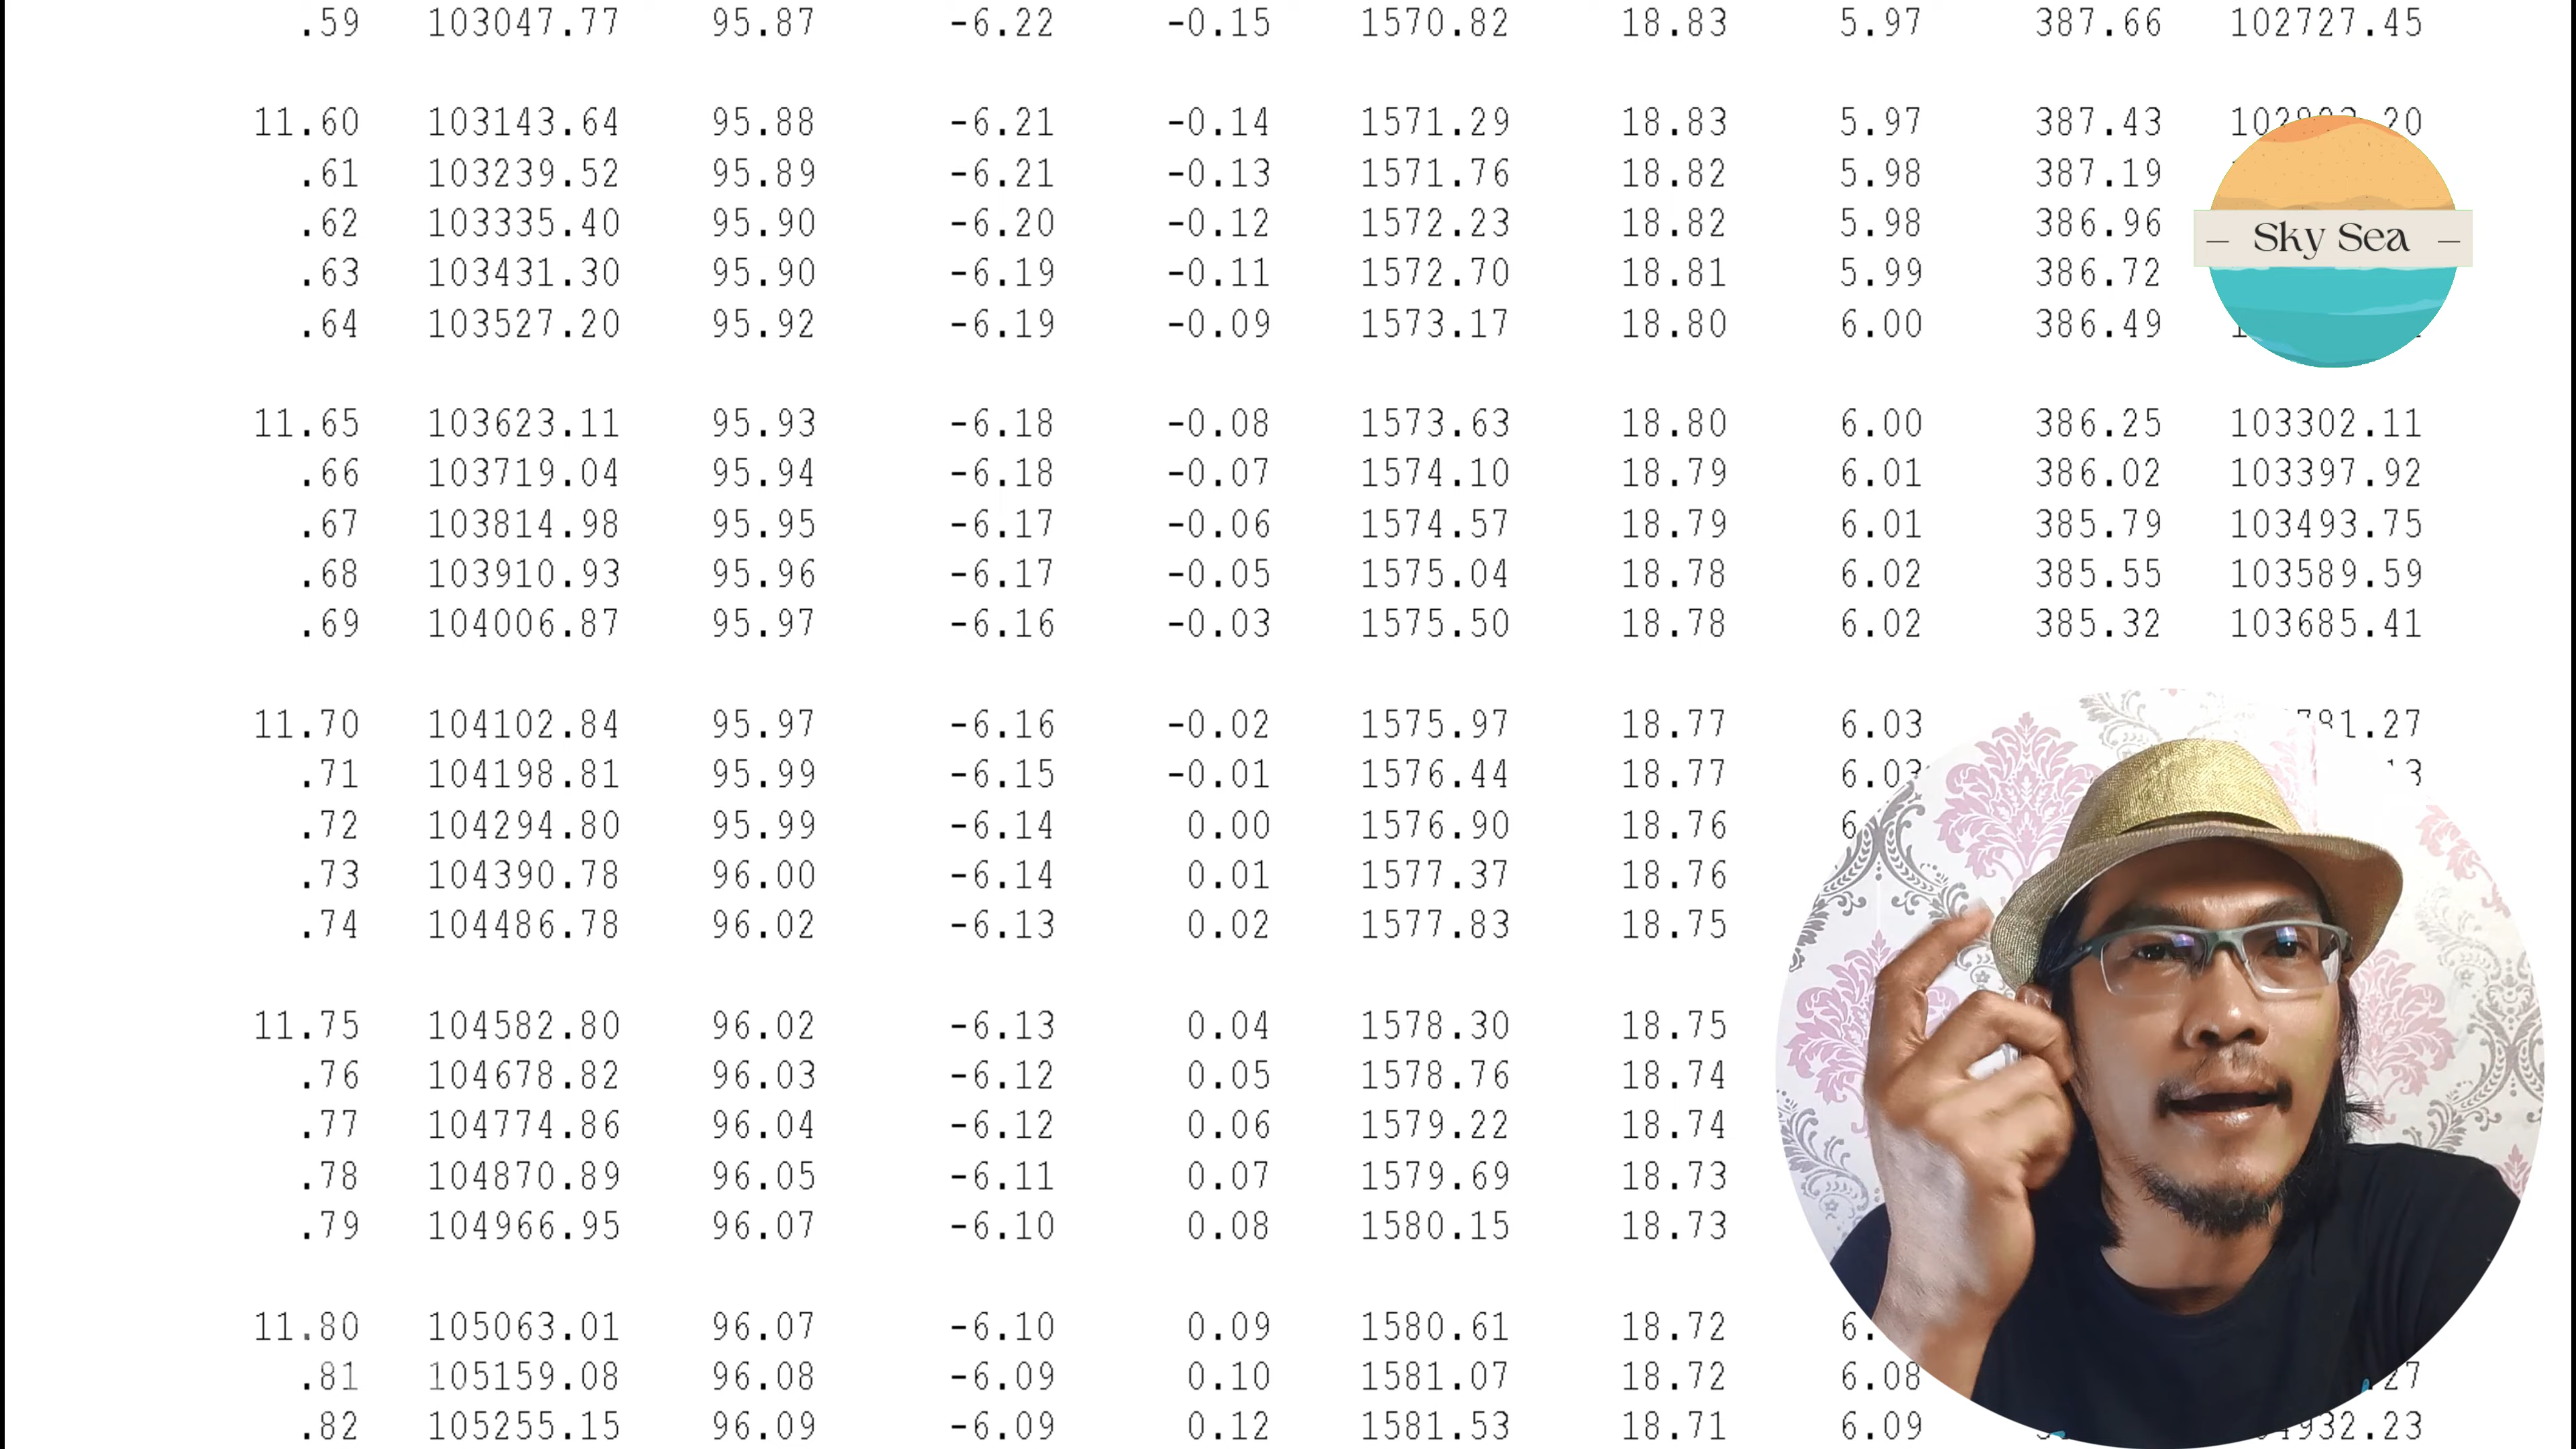 .59 103047.77 95.87 -6.22 -0.15 1570.82 18.83 5.97 387.66 102727.45
11.60 103143.64 95.88 -6.21 -0.14 1571.29 18.83 5.97 387.43
.61 103239.52 95.89 -6.21 -0.13 1571.76 18.82 5.98 387.19
.62 103335.40 95.90 -6.20 -0.12 1572.23 18.82 5.98 386.96
— Sky Sea —
.63 103431.30 95.90 -6.19 -0.11 1572.70 18.81 5.99 386.72
.64 103527.20 95.92 -6.19 -0.09 1573.17 18.80 6.00 386.49
11.65 103623.11 95.93 -6.18 -0.08 1573.63 18.80 6.00 386.25 103302.11
.66 103719.04 95.94 -6.18 -0.07 1574.10 18.79 6.01 386.02 103397.92
.67 103814.98 95.95 -6.17 -0.06 1574.57 18.79 6.01 385.79 103493.75
.68 103910.93 95.96 -6.17 -0.05 1575.04 18.78 6.02 385.55 103589.59
.69 104006.87 95.97 -6.16 -0.03 1575.50 18.78 6.02 385.32 103685.41
11.70 104102.84 95.97 -6.16 -0.02 1575.97 18.77 6.03
.71 104198.81 95.99 -6.15 -0.01 1576.44 18.77 6.03
.72 104294.80 95.99 -6.14 0.00 1576.90 18.76
.73 104390.78 96.00 -6.14 0.01 1577.37 18.76
.74 104486.78 96.02 -6.13 0.02 1577.83 18.75
11.75 104582.80 96.02 -6.13 0.04 1578.30 18.75
.76 104678.82 96.03 -6.12 0.05 1578.76 18.74
.77 104774.86 96.04 -6.12 0.06 1579.22 18.74
.78 104870.89 96.05 -6.11 0.07 1579.69 18.73
.79 104966.95 96.07 -6.10 0.08 1580.15 18.73
11.80 105063.01 96.07 -6.10 0.09 1580.61 18.72
.81 105159.08 96.08 -6.09 0.10 1581.07 18.72 6.08
.82 105255.15 96.09 -6.09 0.12 1581.53 18.71 6.09